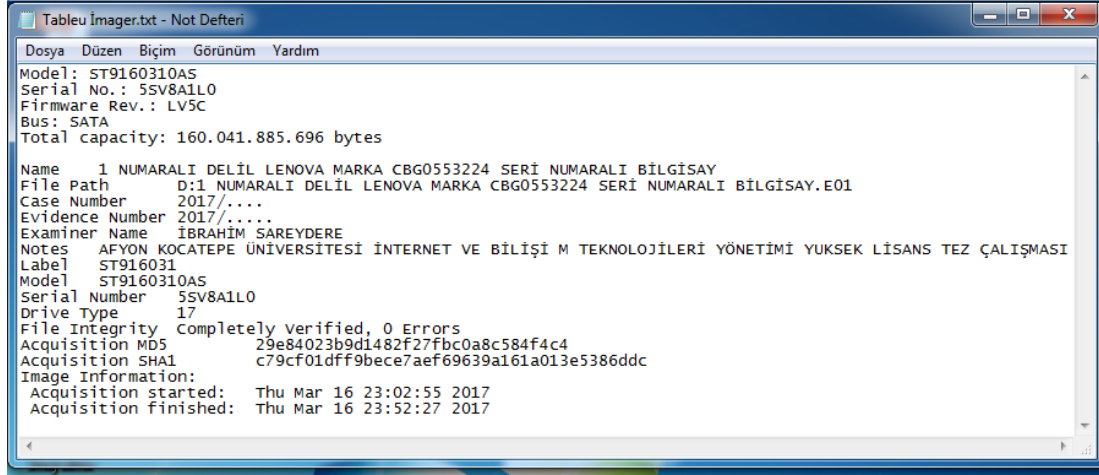 Tableu İmager.txt - Not Defteri
Dosya Düzen Biçim Görünüm Yardım
Model: ST9160310AS
Serial No.: 5SV8A1L0
Firmware Rev.: LV5C
Bus: SATA
Total capacity: 160.041.885.696 bytes
Name 1 NUMARALI DELİL LENOVA MARKA CBG0553224 SERİ NUMARALI BİLGİSAY
File Path D:1 NUMARALI DELİL LENOVA MARKA CBG0553224 SERİ NUMARALI BİLGİSAY.E01
Case Number 2017/....
Evidence Number 2017/.....
Examiner Name İBRAHİM SAREYDERE
Notes AFYON KOCATEPE ÜNİVERSİTESİ İNTERNET VE BİLİŞİ M TEKNOLOJİLERİ YÖNETİMİ YUKSEK LİSANS TEZ ÇALIŞMASI
Label ST916031
Model ST9160310AS
Serial Number 5SV8A1L0
Drive Type 17
File Integrity Completely Verified, 0 Errors
Acquisition MD5 29e84023b9d1482f27fbc0a8c584f4c4
Acquisition SHA1 c79cf01dff9bece7aef69639a161a013e5386ddc
Image Information:
Acquisition started: Thu Mar 16 23:02:55 2017
Acquisition finished: Thu Mar 16 23:52:27 2017